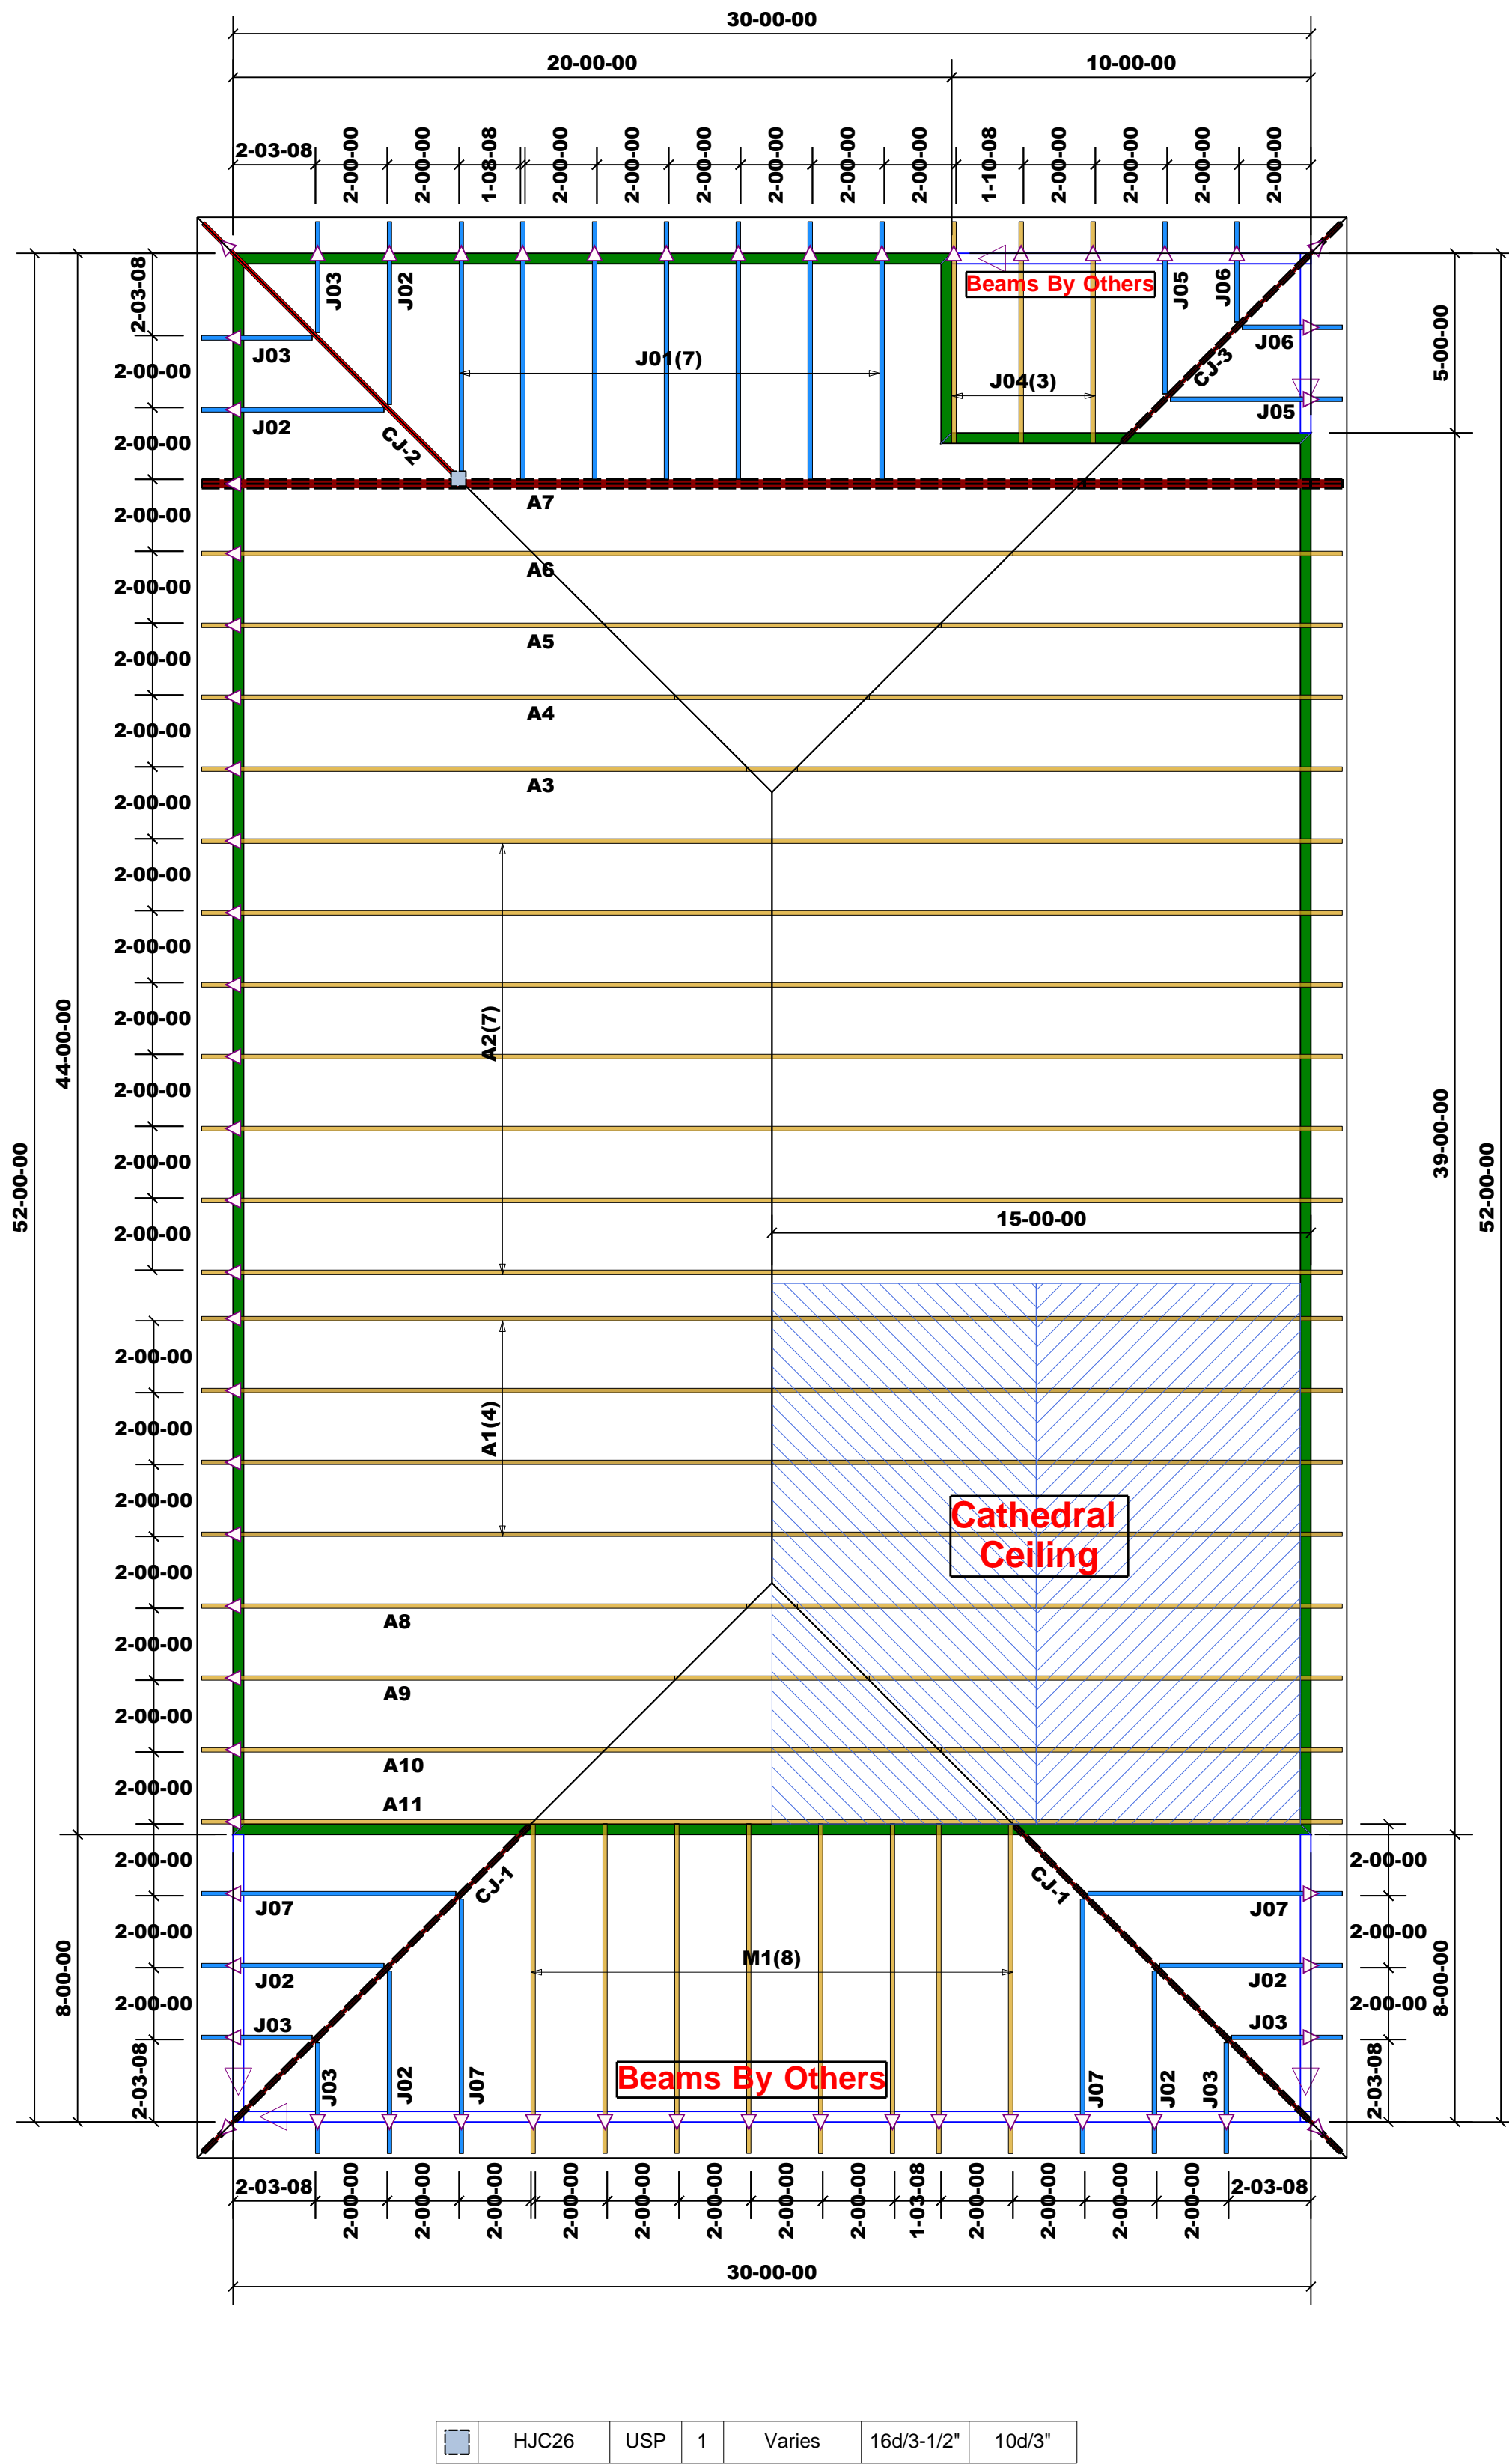 30-00-00
20-00-00
10-00-00
2-03-08
2-00-00
2-00-00
1-08-08
2-00-00
2-00-00
2-00-00
2-00-00
2-00-00
2-00-00
1-10-08
2-00-00
2-00-00
2-00-00
2-00-00
2-03-08
J03
J02
J05
J06
Beams By Others
J03
J06
2-00-00
J01(7)
CJ-3
5-00-00
J04(3)
J05
J02
CJ-2
2-00-00
A7
2-00-00
A6
2-00-00
A5
2-00-00
A4
2-00-00
A3
2-00-00
2-00-00
2-00-00
44-00-00
2-00-00
A2(7)
2-00-00
39-00-00
52-00-00
2-00-00
52-00-00
2-00-00
15-00-00
2-00-00
A1(4)
2-00-00
2-00-00
Cathedral
Ceiling
2-00-00
A8
2-00-00
A9
2-00-00
A10
2-00-00
A11
2-00-00
2-00-00
CJ-1
CJ-1
J07
J07
2-00-00
2-00-00
M1(8)
J02
J02
8-00-00
8-00-00
2-00-00
2-00-00
J03
J03
2-03-08
J03
J02
J07
Beams By Others
J07
J02
J03
2-03-08
2-03-08
2-00-00
2-00-00
2-00-00
2-00-00
2-00-00
2-00-00
2-00-00
2-00-00
1-03-08
2-00-00
2-00-00
2-00-00
2-00-00
2-03-08
30-00-00
HJC26 USP 1 Varies 16d/3-1/2" 10d/3"